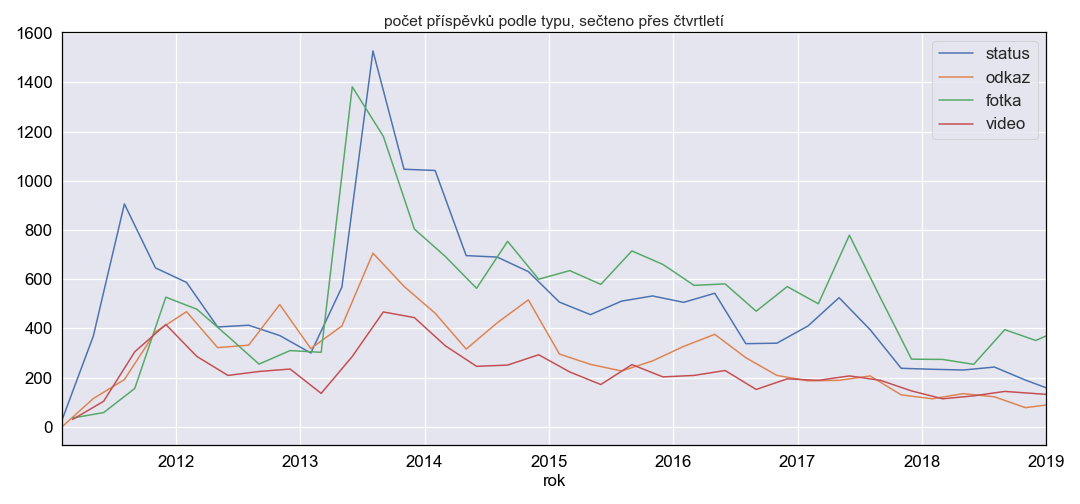 počet příspěvků podle typu, sečteno přes čtvrtletí
1600
1400
1200
1000
800
600
400
200
0
status
odkaz
fotka
video
2012 2013 2014 2015 2016 2017 2018 2019
rok